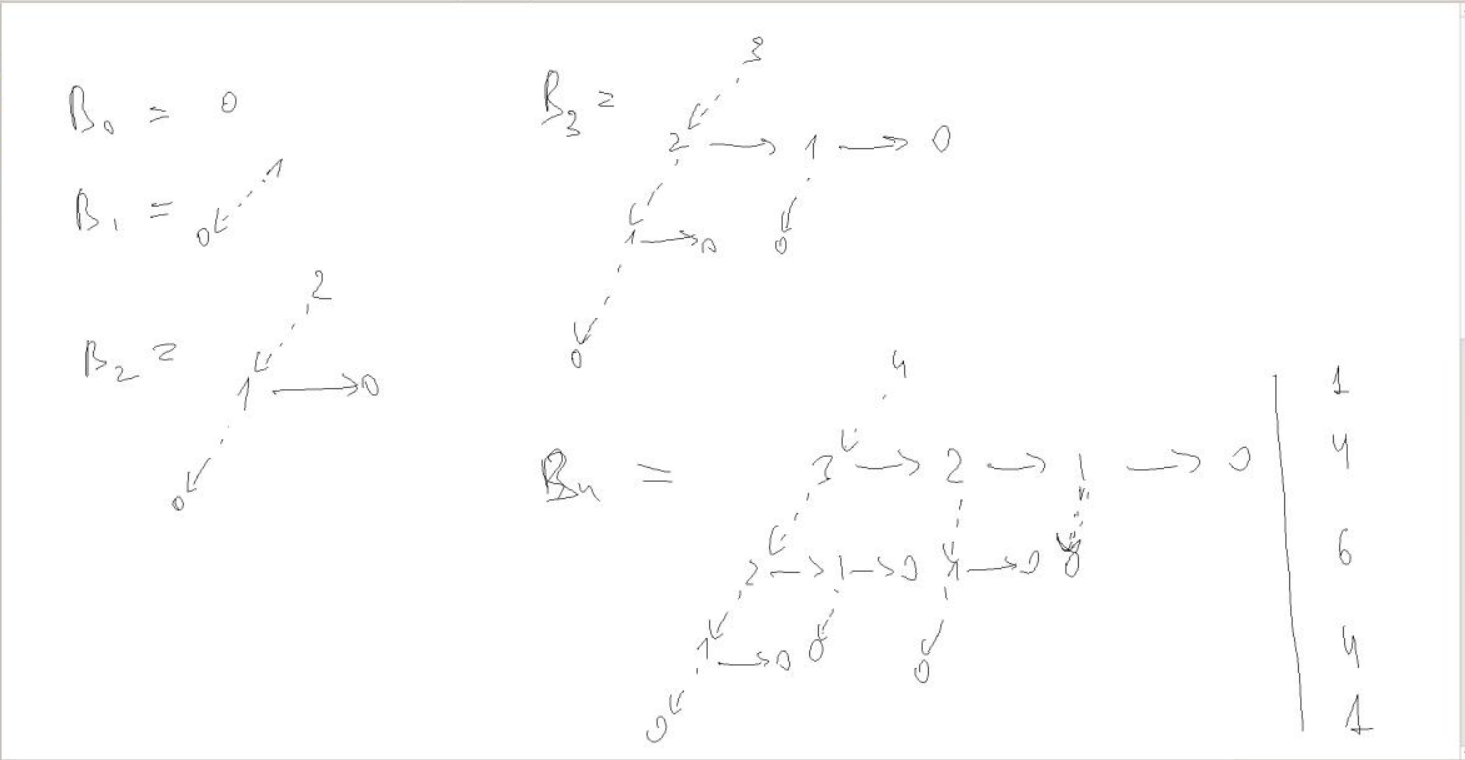 B₀ = 0
B₁ =
1
0
B₂ =
2
1 → 0
0
B₃ =
3
2 → 1 → 0
1 → 0 0
0
B₄ =
4
3 → 2 → 1 → 0
2 → 1 → 0 1 → 0 0
1 → 0 0 0
0
1
4
6
4
1